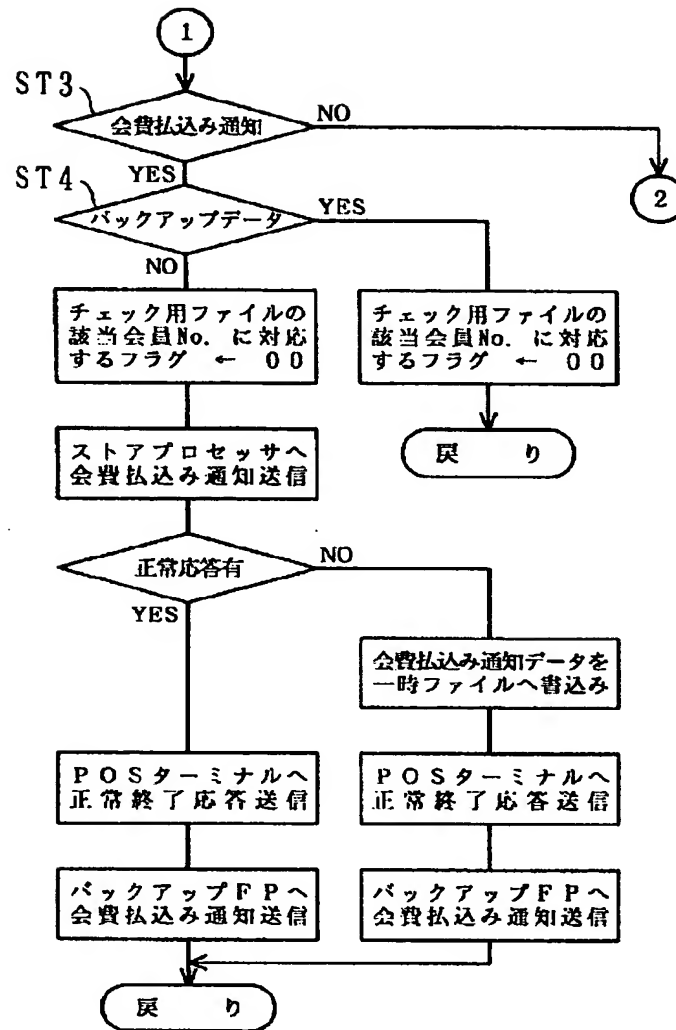 1
ST3
会費払込み通知
NO
2
YES
ST4
バックアップデータ
YES
NO
チェック用ファイルの
該当会員No. に対応
するフラグ ← 00
チェック用ファイルの
該当会員No. に対応
するフラグ ← 00
戻 り
ストアプロセッサへ
会費払込み通知送信
正常応答有
NO
YES
会費払込み通知データを
一時ファイルへ書込み
POSターミナルへ
正常終了応答送信
POSターミナルへ
正常終了応答送信
バックアップFPへ
会費払込み通知送信
バックアップFPへ
会費払込み通知送信
戻 り